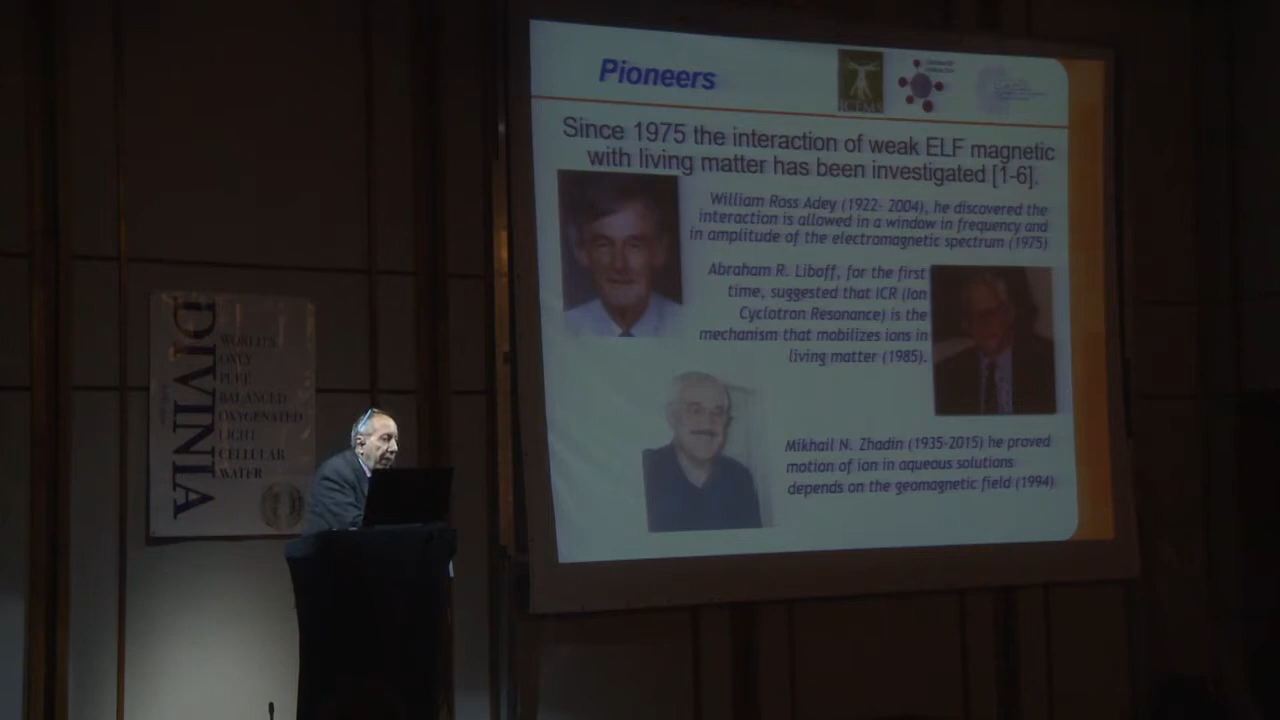 Pioneers
ICEMS
Since 1975 the interaction of weak ELF magnetic
with living matter has been investigated [1-6].
William Ross Adey (1922- 2004), he discovered the
interaction is allowed in a window in frequency and
in amplitude of the electromagnetic spectrum (1975)
Abraham R. Liboff, for the first
time, suggested that ICR (Ion
Cyclotron Resonance) is the
mechanism that mobilizes ions in
living matter (1985).
Mikhail N. Zhadin (1935-2015) he proved
motion of ion in aqueous solutions
depends on the geomagnetic field (1994)
DIVINIA
WORLD'S
ONLY
PURE
BALANCED
OXYGENATED
LIGHT
CELLULAR
WATER